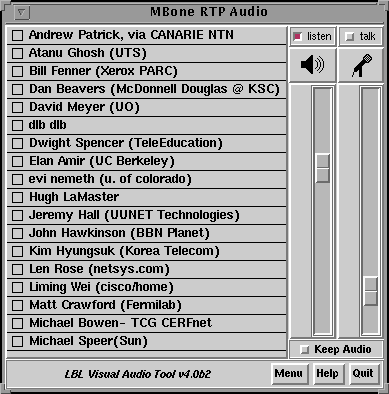 MBone RTP Audio
Andrew Patrick, via CANARIE NTN
Atanu Ghosh (UTS)
Bill Fenner (Xerox PARC)
Dan Beavers (McDonnell Douglas @ KSC)
David Meyer (UO)
dlb dlb
Dwight Spencer (TeleEducation)
Elan Amir (UC Berkeley)
evi nemeth (u. of colorado)
Hugh LaMaster
Jeremy Hall (UUNET Technologies)
John Hawkinson (BBN Planet)
Kim Hyungsuk (Korea Telecom)
Len Rose (netsys.com)
Liming Wei (cisco/home)
Matt Crawford (Fermilab)
Michael Bowen- TCG CERFnet
Michael Speer(Sun)
listen talk
Keep Audio
LBL Visual Audio Tool v4.0b2 Menu Help Quit